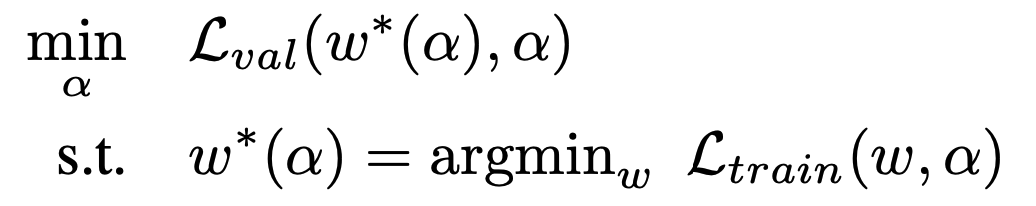 min_α ℒ_val(w*(α), α)
s.t. w*(α) = argmin_w ℒ_train(w, α)